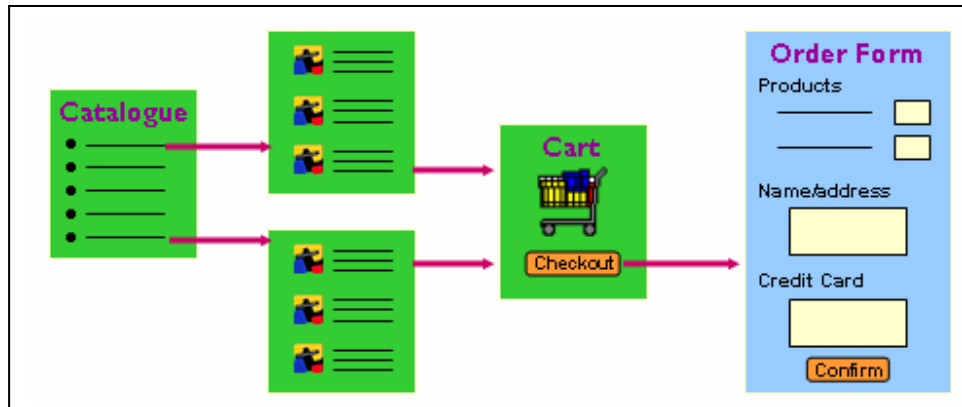 Catalogue
Cart
Checkout
Order Form
Products
Name/address
Credit Card
Confirm